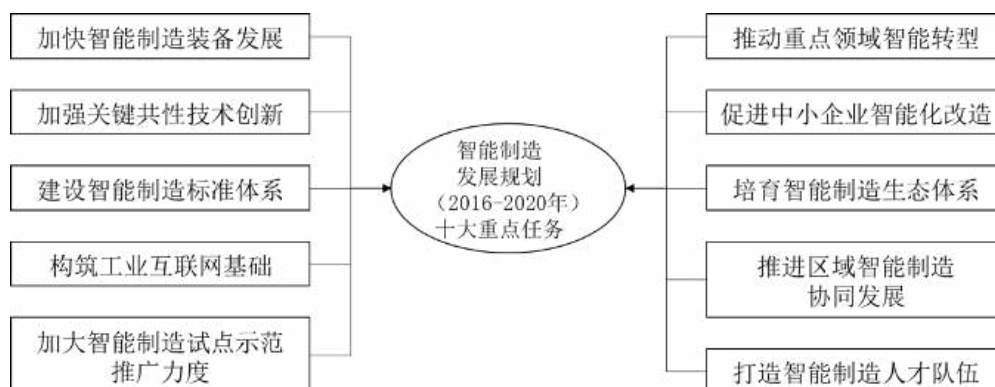 加快智能制造装备发展
加强关键共性技术创新
建设智能制造标准体系
构筑工业互联网基础
加大智能制造试点示范
推广力度
智能制造
发展规划
（2016-2020年）
十大重点任务
推动重点领域智能转型
促进中小企业智能化改造
培育智能制造生态体系
推进区域智能制造
协同发展
打造智能制造人才队伍